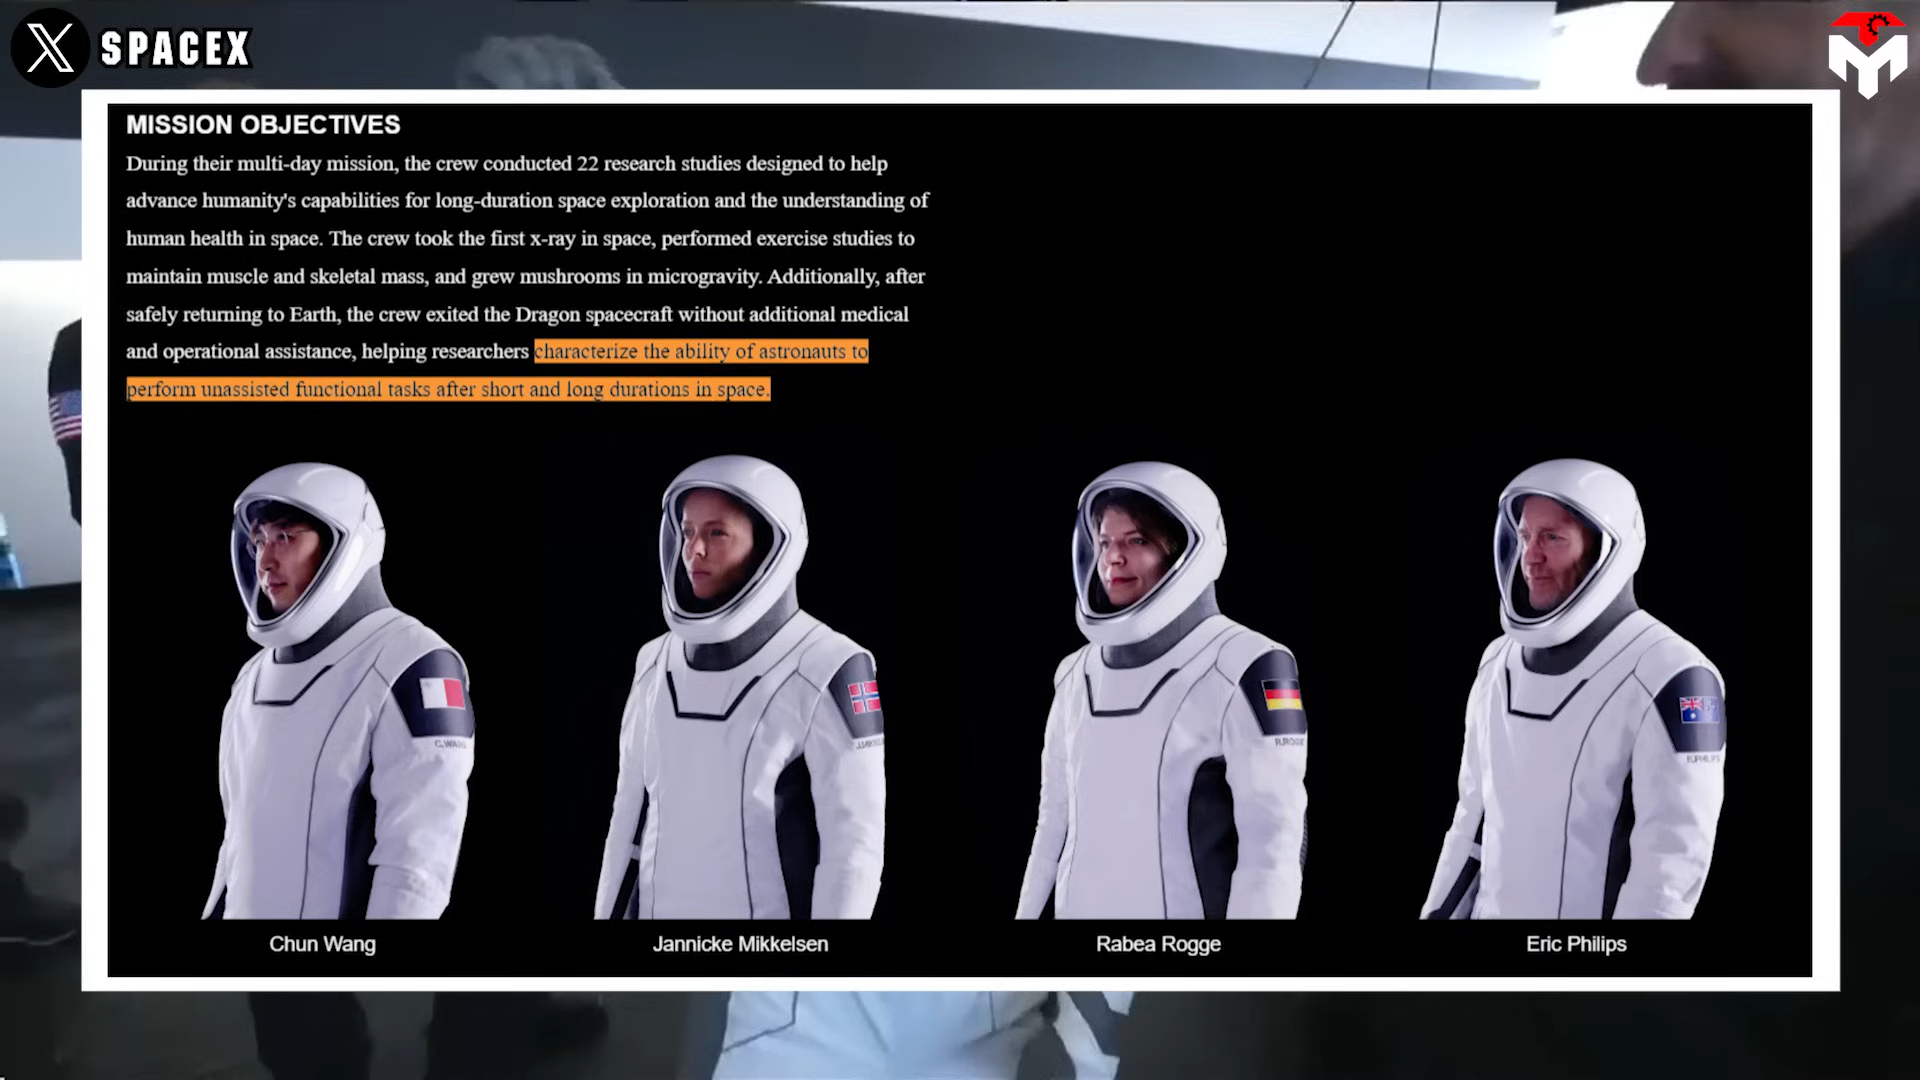 SPACEX
MISSION OBJECTIVES
During their multi-day mission, the crew conducted 22 research studies designed to help
advance humanity's capabilities for long-duration space exploration and the understanding of
human health in space. The crew took the first x-ray in space, performed exercise studies to
maintain muscle and skeletal mass, and grew mushrooms in microgravity. Additionally, after
safely returning to Earth, the crew exited the Dragon spacecraft without additional medical
and operational assistance, helping researchers characterize the ability of astronauts to
perform unassisted functional tasks after short and long durations in space.
Chun Wang
Jannicke Mikkelsen
Rabea Rogge
Eric Philips